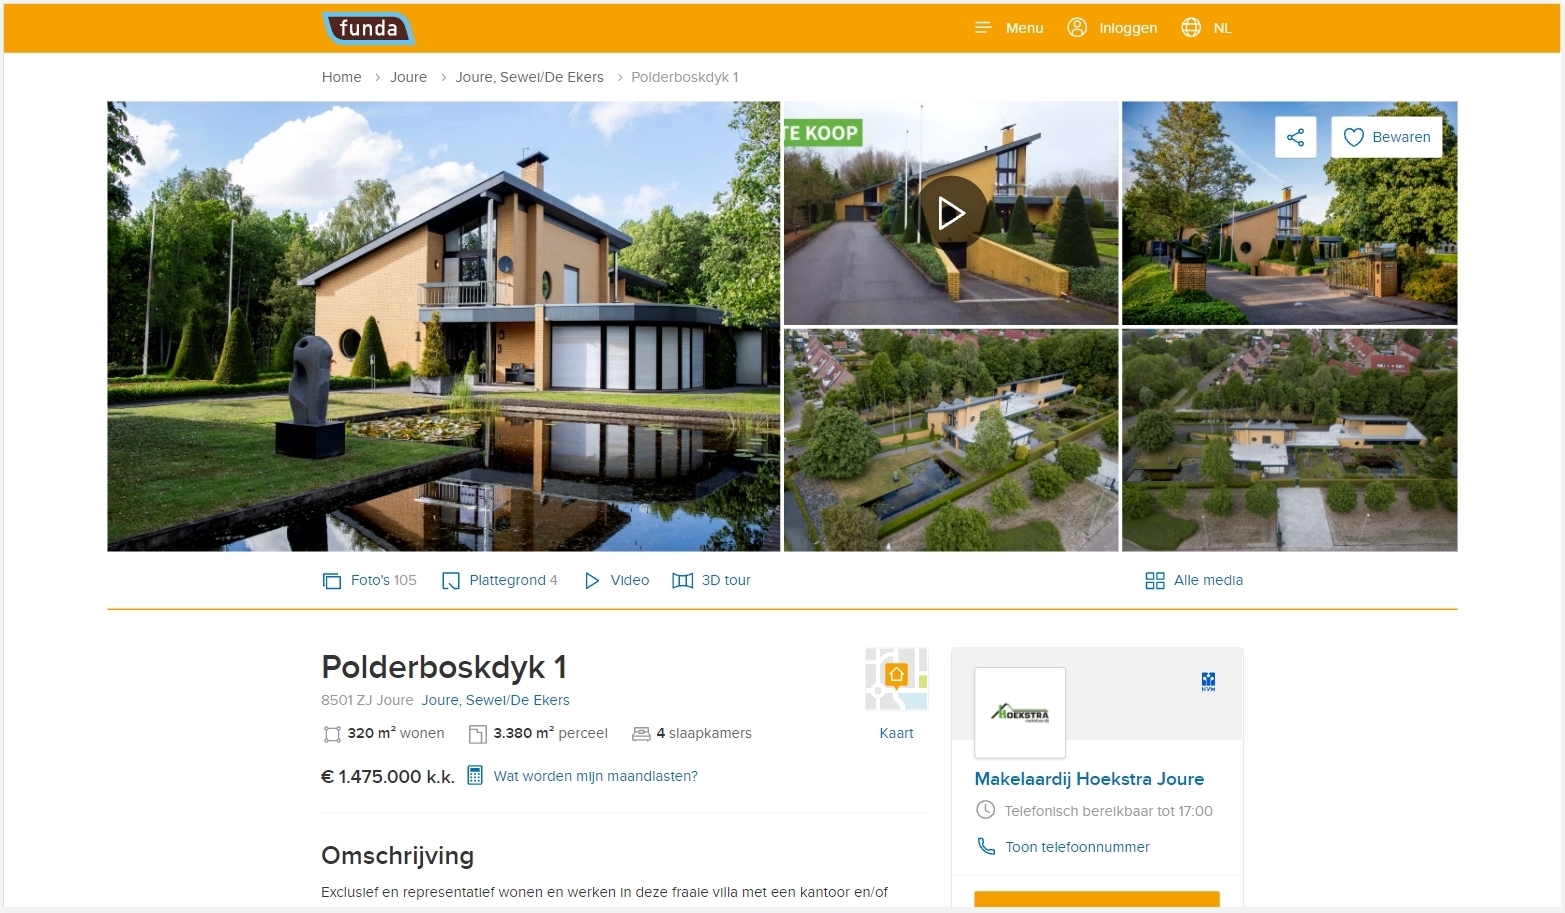 funda
Menu
Inloggen
NL
Home > Joure > Joure, Sewei/De Ekers > Polderboskdyk 1
TE KOOP
Bewaren
Foto's 105
Plattegrond 4
Video
3D tour
Alle media
Polderboskdyk 1
8501 ZJ Joure Joure, Sewei/De Ekers
320 m² wonen 3.380 m² perceel 4 slaapkamers
Kaart
€ 1.475.000 k.k. Wat worden mijn maandlasten?
Omschrijving
Exclusief en representatief wonen en werken in deze fraaie villa met een kantoor en/of
NVM
HOEKSTRA
makelaardij
Makelaardij Hoekstra Joure
Telefonisch bereikbaar tot 17:00
Toon telefoonnummer